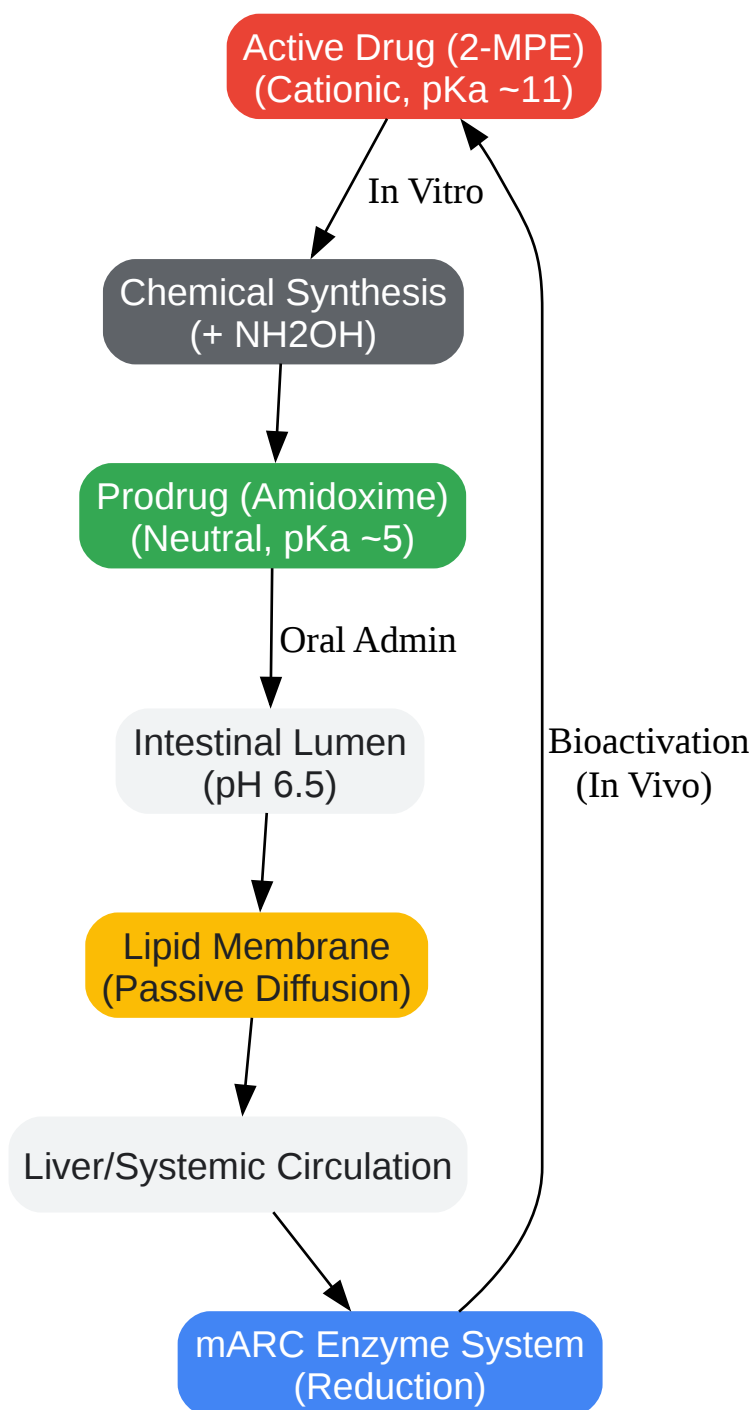 Active Drug (2-MPE)
(Cationic, pKa ~11)
In Vitro
Chemical Synthesis
(+ NH2OH)
Prodrug (Amidoxime)
(Neutral, pKa ~5)
Oral Admin
Intestinal Lumen
(pH 6.5)
Bioactivation
(In Vivo)
Lipid Membrane
(Passive Diffusion)
Liver/Systemic Circulation
mARC Enzyme System
(Reduction)